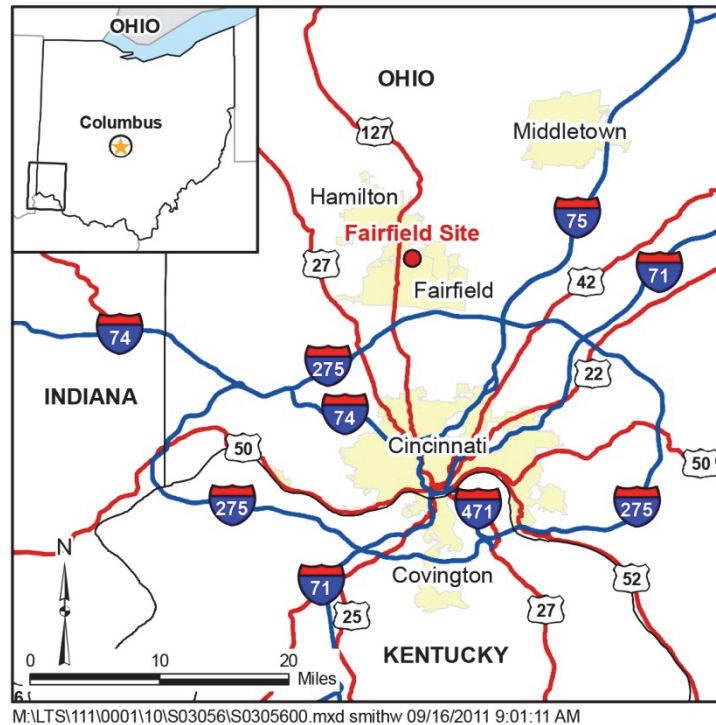 OHIO
Columbus
OHIO
127
Middletown
Hamilton
75
Fairfield Site
27
42
71
Fairfield
74
275
22
INDIANA
74
Cincinnati
50
50
275
471
275
N
71
Covington
52
25
27
KENTUCKY
0 10 20
Miles
6
M:\LTS\111\0001\10\S03056\S0305600.mxd smithw 09/16/2011 9:01:11 AM